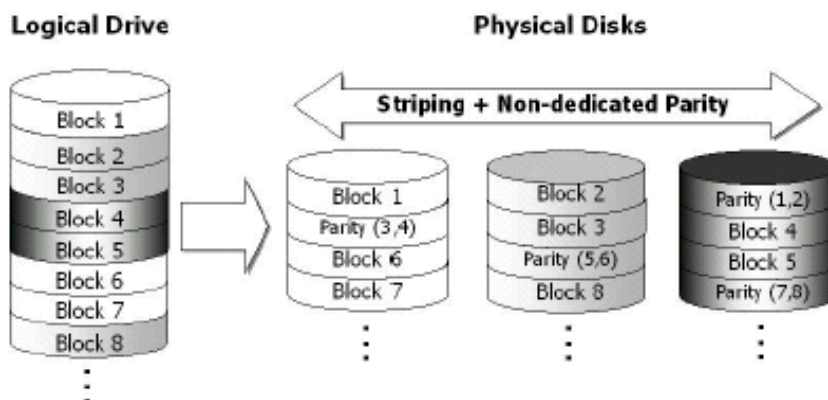 Logical Drive
Physical Disks
Striping + Non-dedicated Parity
Block 1
Block 2
Block 3
Block 4
Block 5
Block 6
Block 7
Block 8
Block 1
Parity (3,4)
Block 6
Block 7
Block 2
Block 3
Parity (5,6)
Block 8
Parity (1,2)
Block 4
Block 5
Parity (7,8)